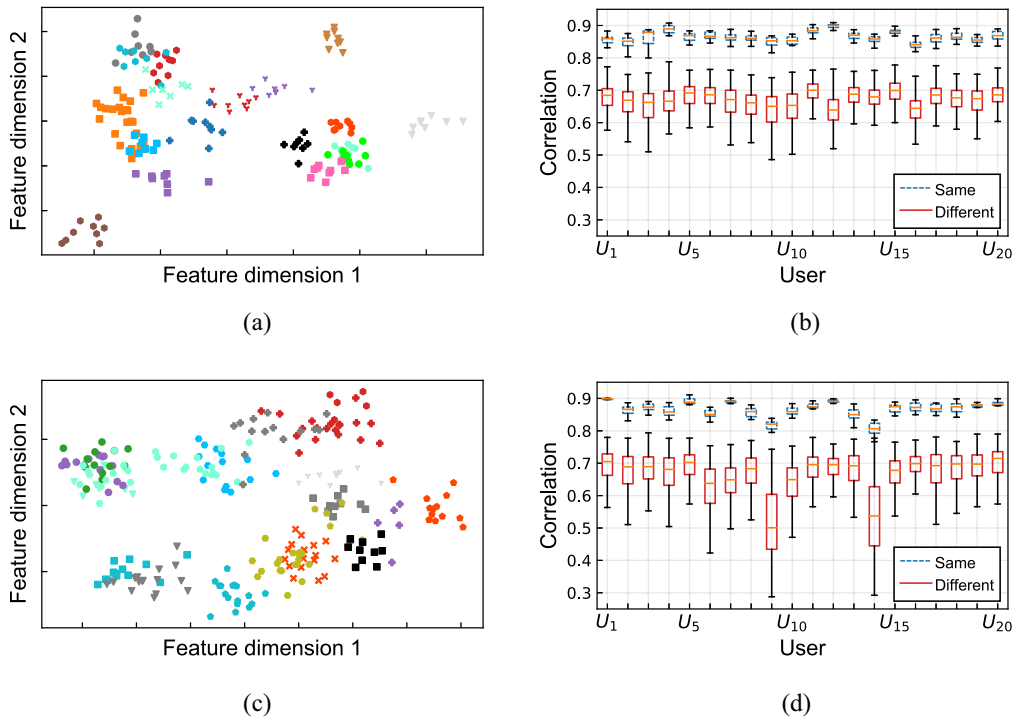 Feature dimension 2
Feature dimension 1
(a)
Correlation
0.9
0.8
0.7
0.6
0.5
0.4
0.3
Same
Different
U1 U5 U10 U15 U20
User
(b)
Feature dimension 2
Feature dimension 1
(c)
Correlation
0.9
0.8
0.7
0.6
0.5
0.4
0.3
Same
Different
U1 U5 U10 U15 U20
User
(d)